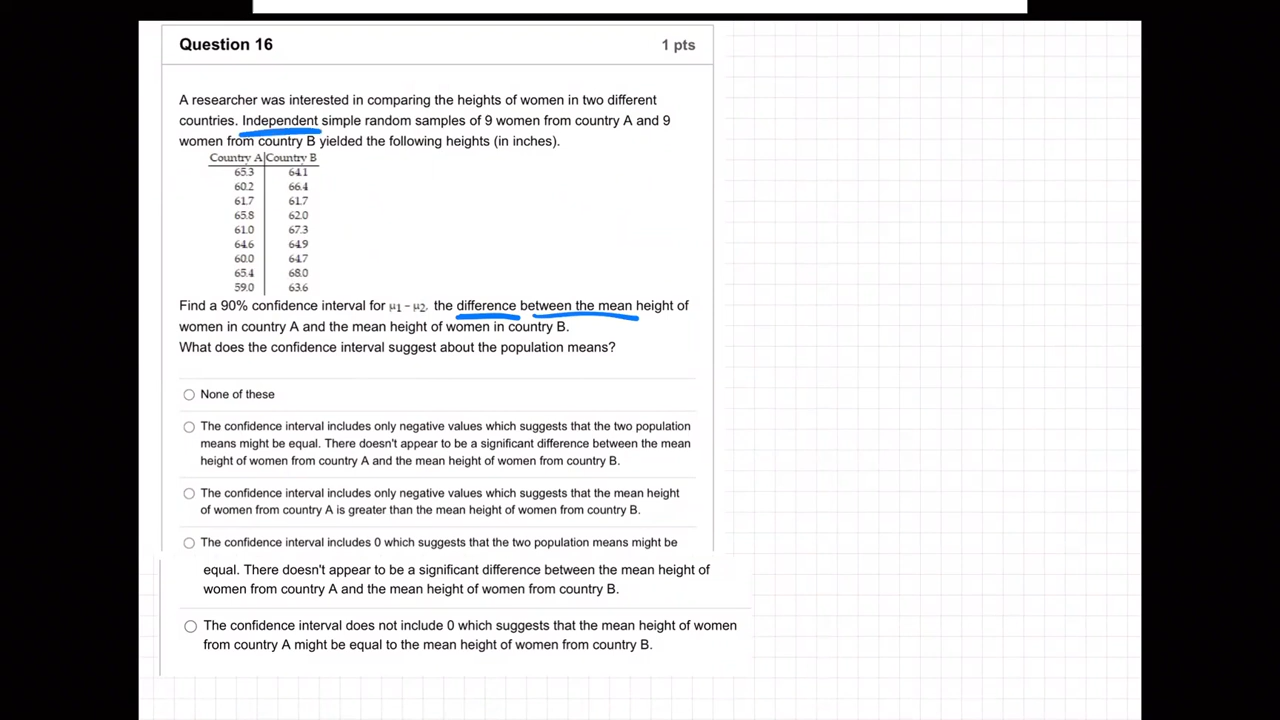 Question 16
1 pts
A researcher was interested in comparing the heights of women in two different
countries. Independent simple random samples of 9 women from country A and 9
women from country B yielded the following heights (in inches).
Country A Country B
65.3 64.1
60.2 66.4
61.7 61.7
65.8 62.0
61.0 67.3
64.6 64.9
60.0 64.7
65.4 68.0
59.0 63.6
Find a 90% confidence interval for μ1 - μ2, the difference between the mean height of
women in country A and the mean height of women in country B.
What does the confidence interval suggest about the population means?
None of these
The confidence interval includes only negative values which suggests that the two population
means might be equal. There doesn't appear to be a significant difference between the mean
height of women from country A and the mean height of women from country B.
The confidence interval includes only negative values which suggests that the mean height
of women from country A is greater than the mean height of women from country B.
The confidence interval includes 0 which suggests that the two population means might be
equal. There doesn't appear to be a significant difference between the mean height of
women from country A and the mean height of women from country B.
The confidence interval does not include 0 which suggests that the mean height of women
from country A might be equal to the mean height of women from country B.